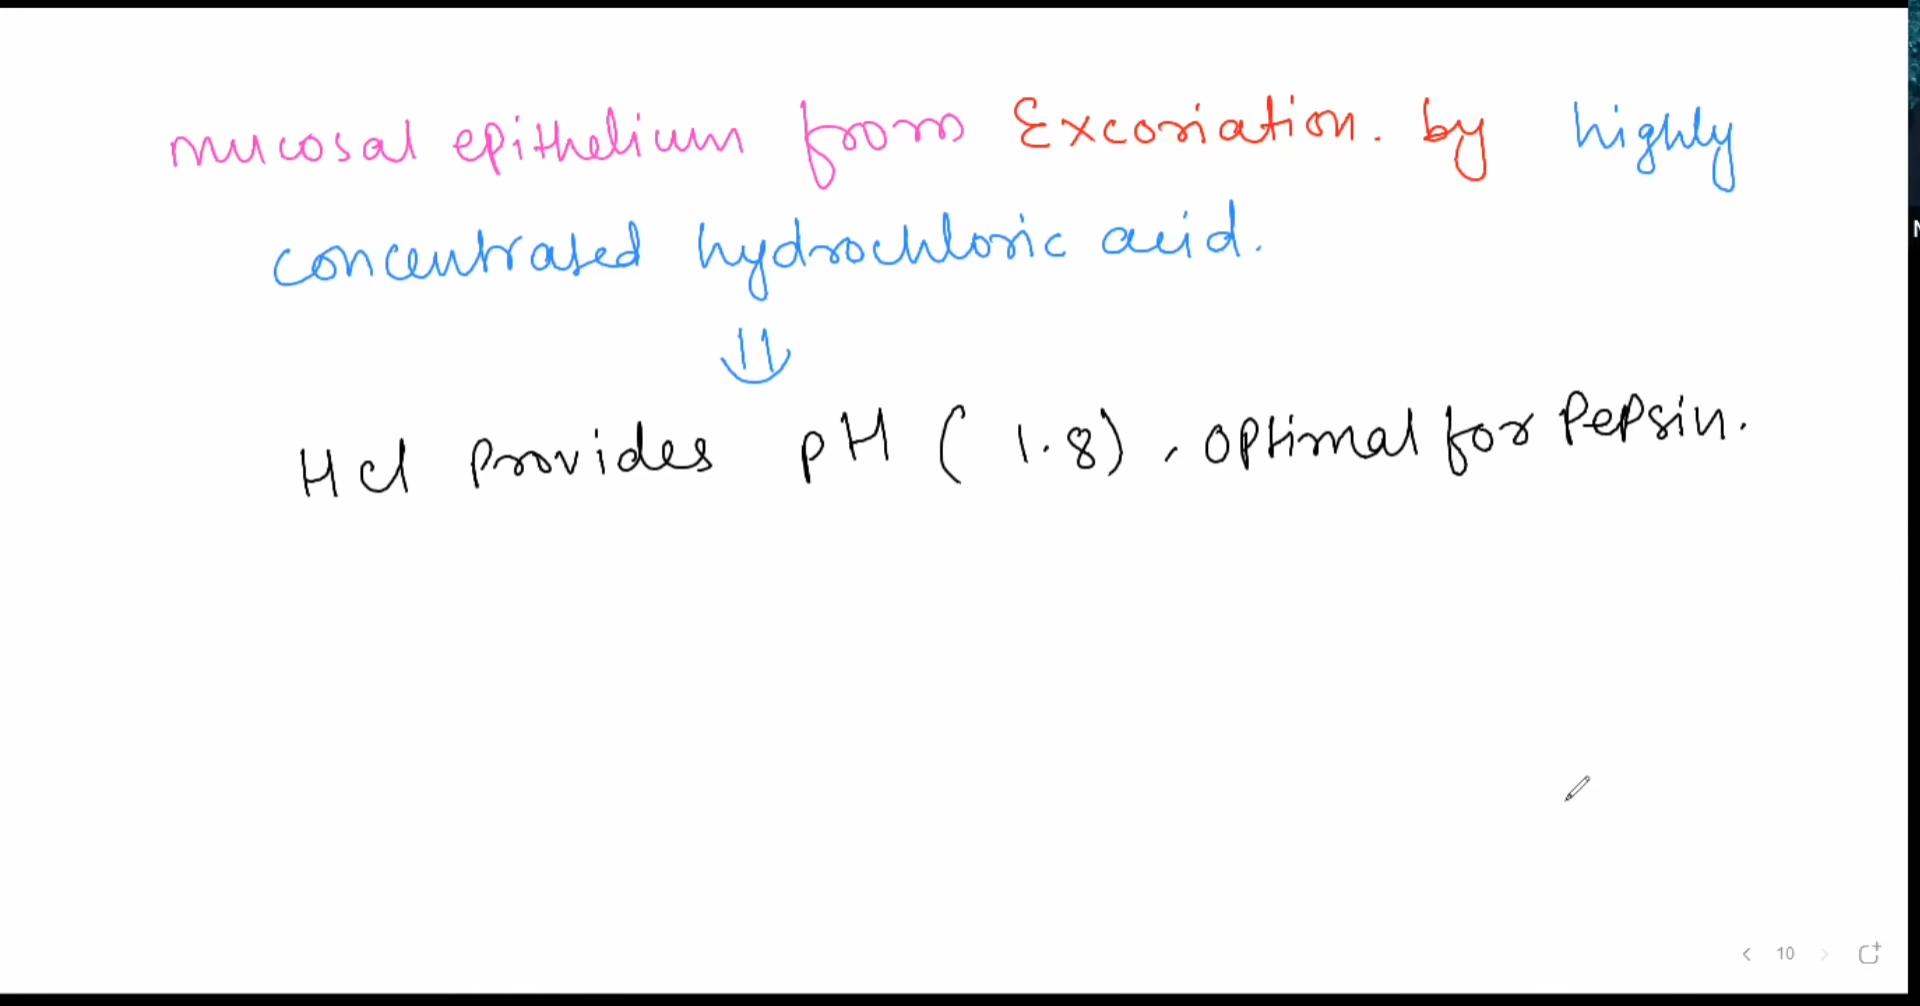 mucosal epithelium from Excoriation. by highly
concentrated hydrochloric acid.
HCl Provides pH (1.8), optimal for Pepsin.
10